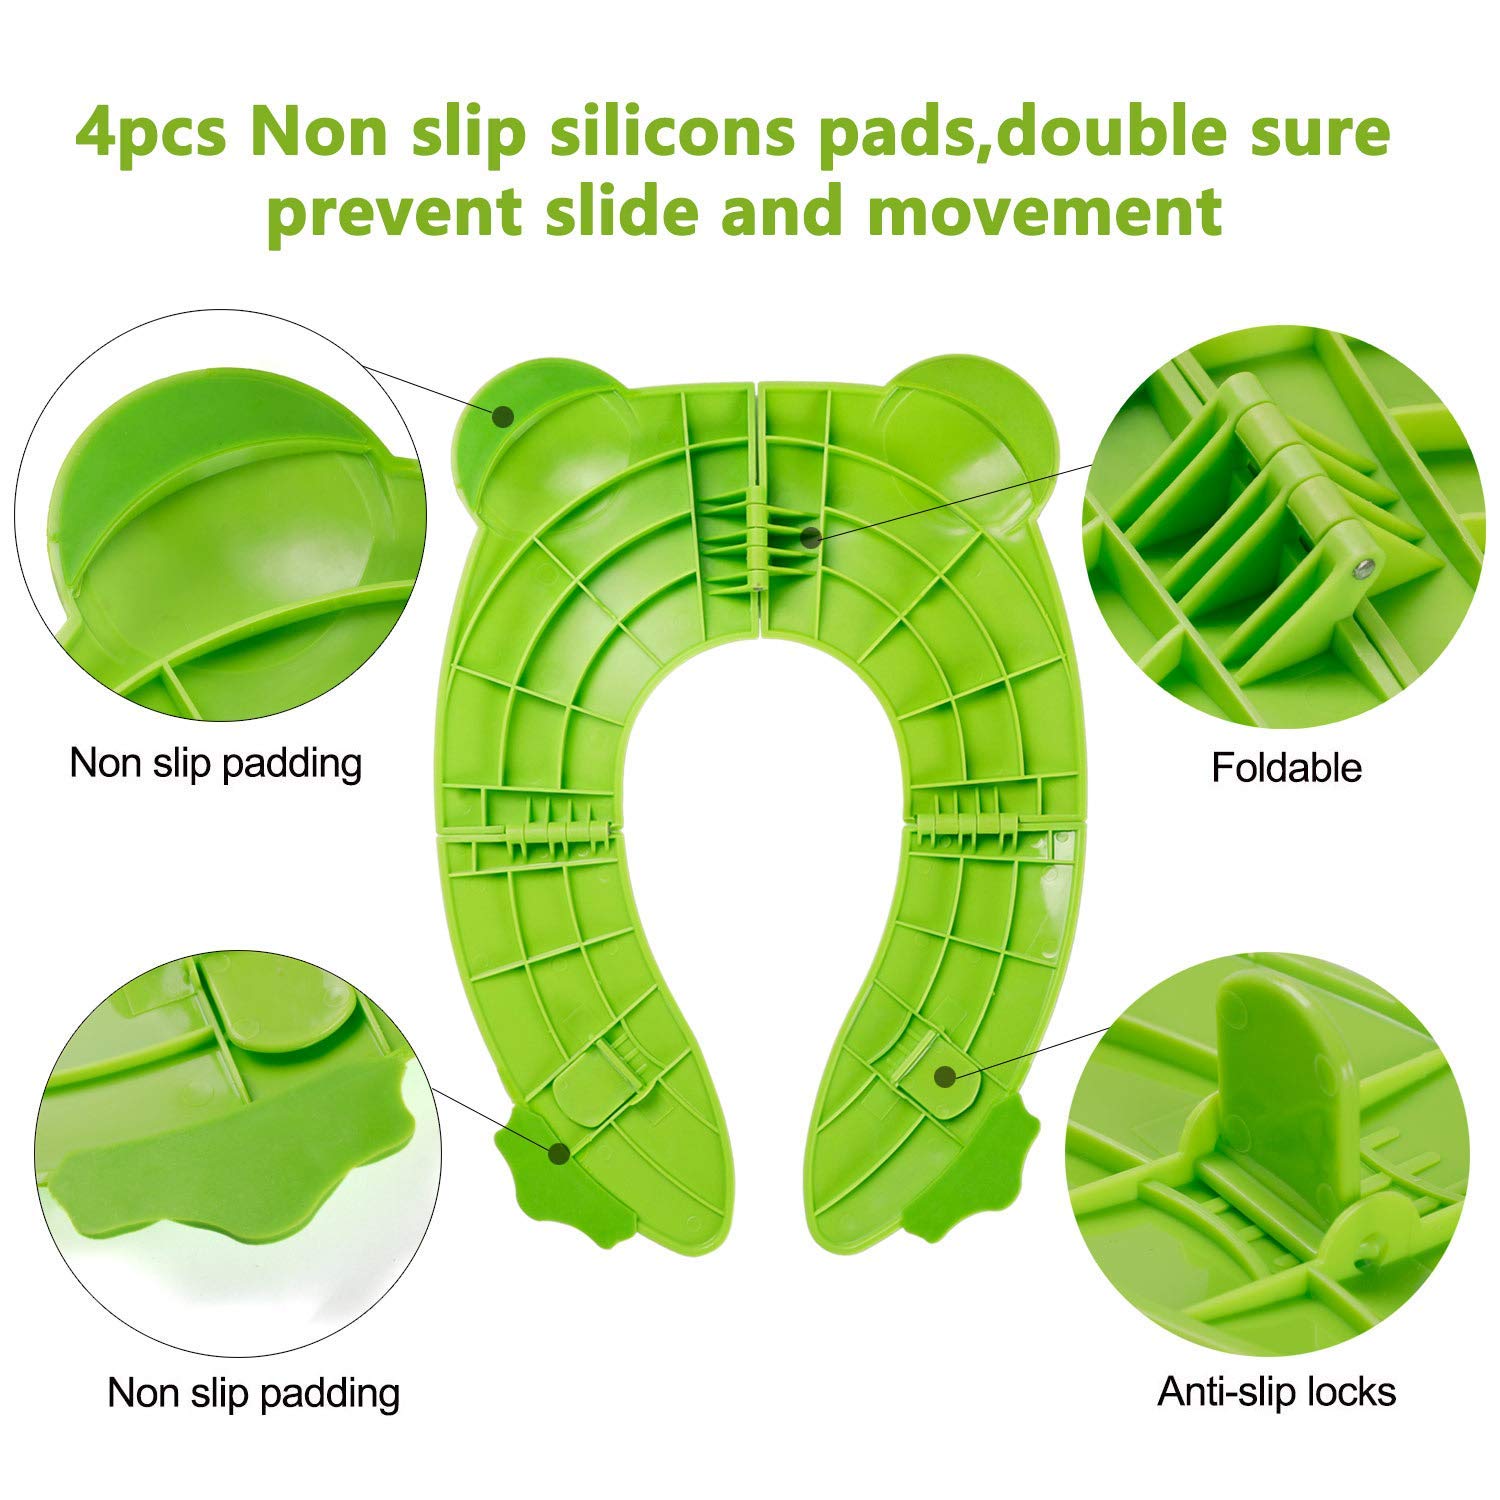 4pcs Non slip silicons pads,double sure
prevent slide and movement
Non slip padding
Foldable
Non slip padding
Anti-slip locks